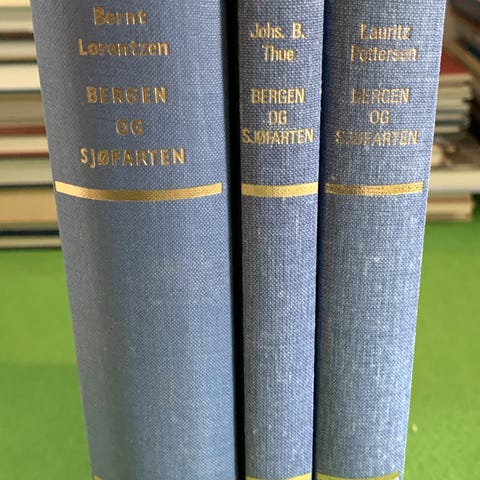 Bernt
Lorentzen
BERGEN
OG
SJØFARTEN
Johs. B.
Thue
BERGEN
OG
SJØFARTEN
Lauritz
Pettersen
BERGEN
OG
SJØFARTEN